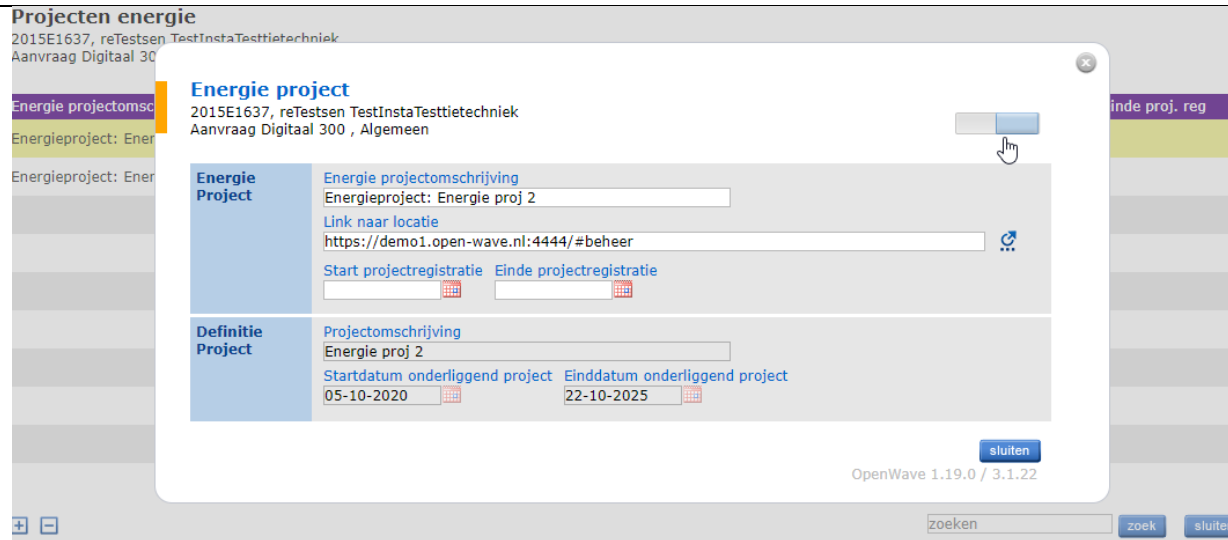 Projecten energie
2015E1637, reTestsen TestInstaTesttietechniek
Aanvraag Digitaal 30
Energie projectomsc
inde proj. reg
Energieproject: Ener
Energieproject: Ener
Energie project
2015E1637, reTestsen TestInstaTesttietechniek
Aanvraag Digitaal 300 , Algemeen
Energie Project
Energie projectomschrijving
Energieproject: Energie proj 2
Link naar locatie
https://demo1.open-wave.nl:4444/#beheer
Start projectregistratie Einde projectregistratie
Definitie Project
Projectomschrijving
Energie proj 2
Startdatum onderliggend project Einddatum onderliggend project
05-10-2020 22-10-2025
sluiten
OpenWave 1.19.0 / 3.1.22
zoeken zoek sluite